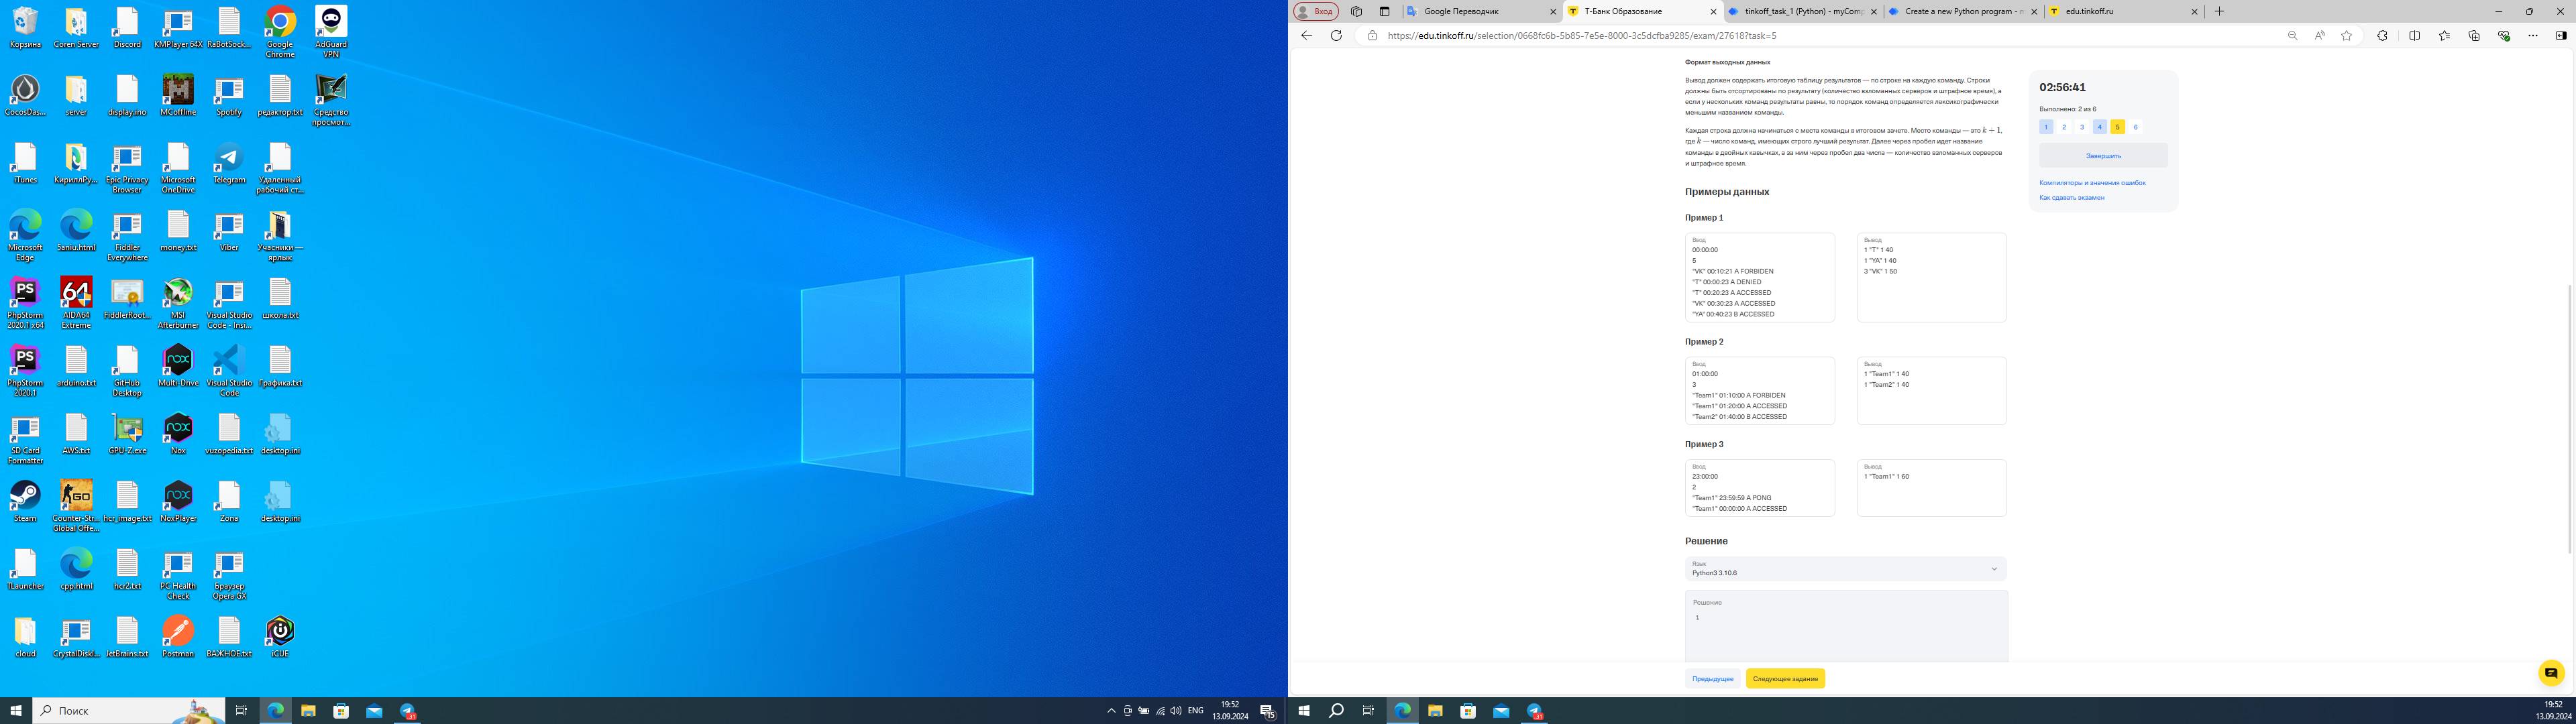 Корзина
Goren Server
Discord
KMPlayer 64X
RaBotSock...
Google Chrome
AdGuard VPN
CocosDas...
server
display.ino
MCoffline
Spotify
редактор.txt
Средство просмот...
iTunes
КириллРу...
Epic Privacy Browser
Microsoft OneDrive
Telegram
Удаленный рабочий ст...
Microsoft Edge
Saniu.html
Fiddler Everywhere
money.txt
Viber
Учасники — ярлык
PhpStorm 2020.1 x64
AIDA64 Extreme
FiddlerRoot...
MSI Afterburner
Visual Studio Code - Insi...
школа.txt
PhpStorm 2020.1
arduino.txt
GitHub Desktop
Multi-Drive
Visual Studio Code
Графика.txt
SD Card Formatter
AWS.txt
GPU-Z.exe
Nox
vuzopedia.txt
desktop.ini
Steam
Counter-Str... Global Offe...
hcr_image.txt
NoxPlayer
Zona
desktop.ini
TLauncher
cpp.html
hcr2.txt
PC Health Check
Браузер Opera GX
cloud
CrystalDiskI...
JetBrains.txt
Postman
ВАЖНОЕ.txt
iCUE
Поиск
ENG
19:52
13.09.2024
15
Вход
Google Переводчик
Т-Банк Образование
tinkoff_task_1 (Python) - myComp
Create a new Python program - m
edu.tinkoff.ru
https://edu.tinkoff.ru/selection/0668fc6b-5b85-7e5e-8000-3c5dcfba9285/exam/27618?task=5
Формат выходных данных
Вывод должен содержать итоговую таблицу результатов — по строке на каждую команду. Строки
должны быть отсортированы по результату (количество взломанных серверов и штрафное время), а
если у нескольких команд результаты равны, то порядок команд определяется лексикографически
меньшим названием команды.
Каждая строка должна начинаться с места команды в итоговом зачете. Место команды — это k + 1,
где k — число команд, имеющих строго лучший результат. Далее через пробел идет название
команды в двойных кавычках, а за ним через пробел два числа — количество взломанных серверов
и штрафное время.
Примеры данных
Пример 1
Ввод
00:00:00
5
"VK" 00:10:21 A FORBIDEN
"T" 00:00:23 A DENIED
"T" 00:20:23 A ACCESSED
"VK" 00:30:23 A ACCESSED
"YA" 00:40:23 B ACCESSED
Вывод
1 "T" 1 40
1 "YA" 1 40
3 "VK" 1 50
Пример 2
Ввод
01:00:00
3
"Team1" 01:10:00 A FORBIDEN
"Team1" 01:20:00 A ACCESSED
"Team2" 01:40:00 B ACCESSED
Вывод
1 "Team1" 1 40
1 "Team2" 1 40
Пример 3
Ввод
23:00:00
2
"Team1" 23:59:59 A PONG
"Team1" 00:00:00 A ACCESSED
Вывод
1 "Team1" 1 60
Решение
Язык
Python3 3.10.6
Решение
1
Предыдущее
Следующее задание
02:56:41
Выполнено: 2 из 6
1 2 3 4 5 6
Завершить
Компиляторы и значения ошибок
Как сдавать экзамен
19:52
13.09.2024